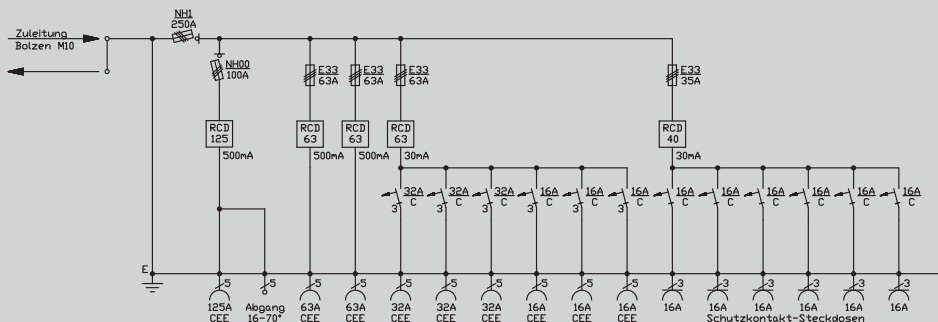 NH1
250A
Zuleitung
Bolzen M10
NH00
100A
E33
63A
E33
63A
E33
63A
E33
35A
RCD
125
RCD
63
RCD
63
RCD
63
RCD
40
500mA
500mA
500mA
30mA
30mA
32A
C
3
32A
C
3
32A
C
3
16A
C
3
16A
C
3
16A
C
3
16A
C
16A
C
16A
C
16A
C
16A
C
16A
C
E
5
5
5
5
5
5
5
5
5
5
3
3
3
3
3
3
125A
CEE
Abgang
16-70°
63A
CEE
63A
CEE
32A
CEE
32A
CEE
32A
CEE
16A
CEE
16A
CEE
16A
CEE
16A
16A
16A
16A
16A
16A
Schutzkontakt-Steckdosen